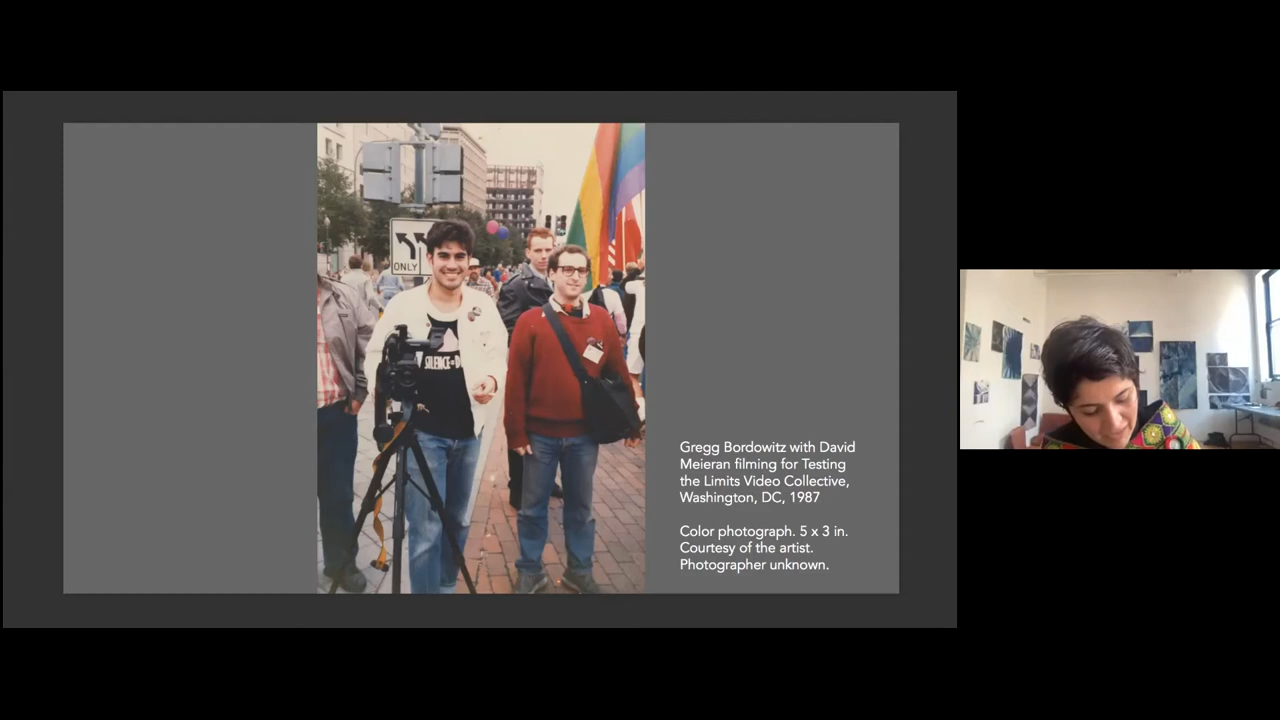 ONLY
SILENCE=D
Gregg Bordowitz with David
Meieran filming for Testing
the Limits Video Collective,
Washington, DC, 1987
Color photograph. 5 x 3 in.
Courtesy of the artist.
Photographer unknown.